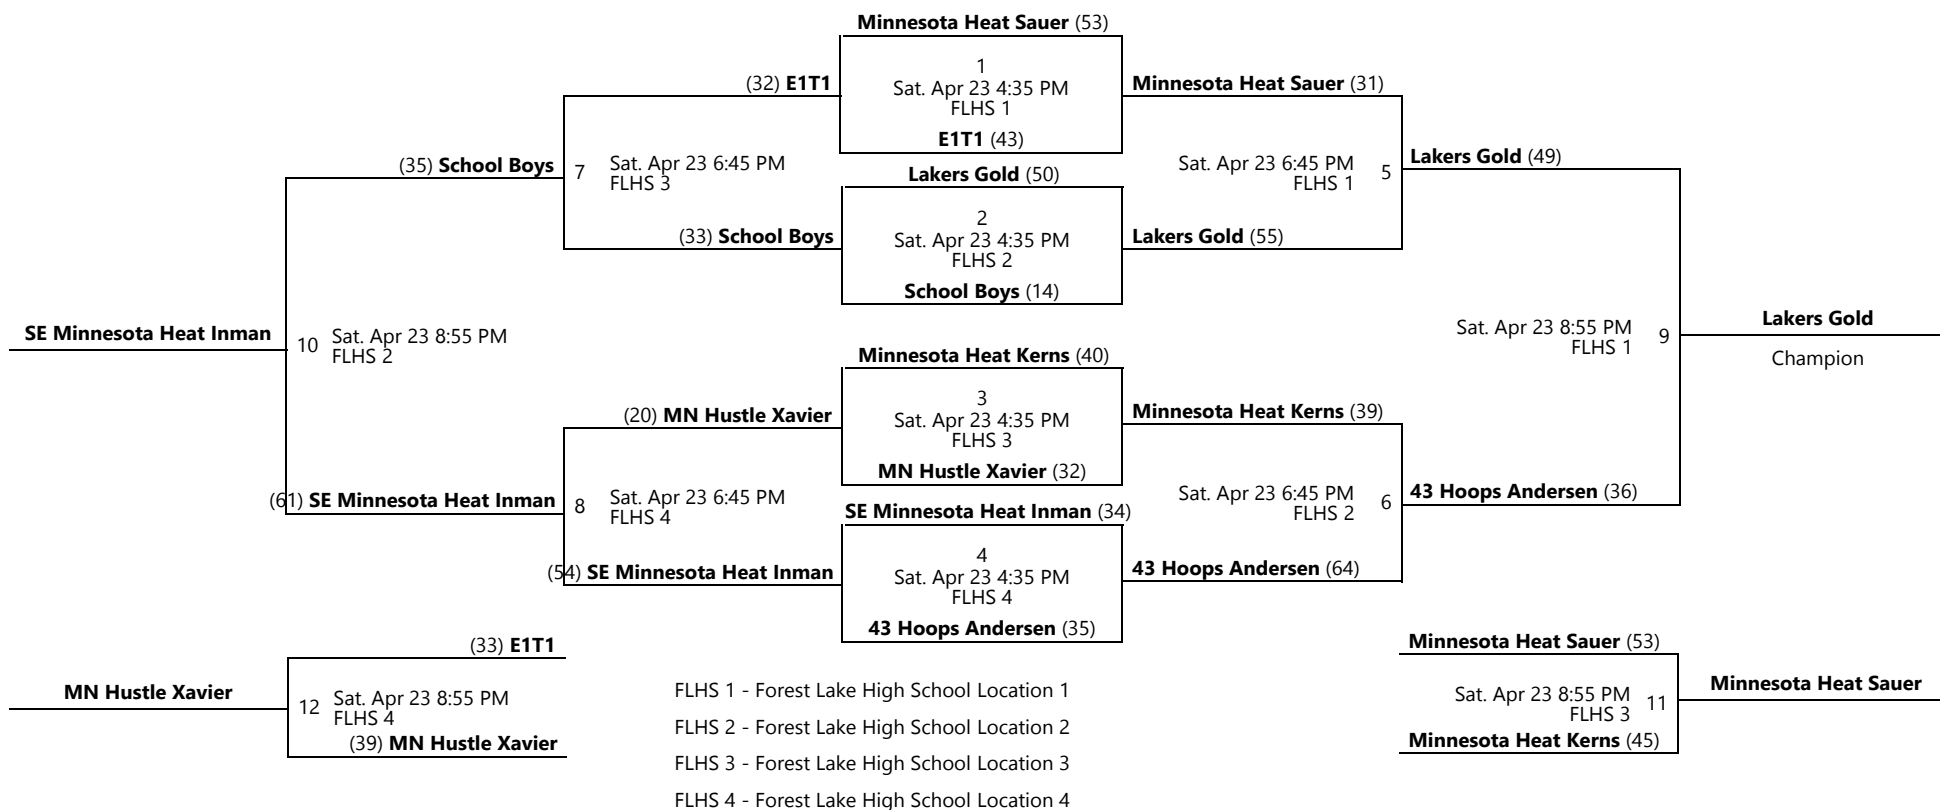 Minnesota Heat Sauer (53)
1
Sat. Apr 23 4:35 PM
FLHS 1
E1T1 (43)
(32) E1T1
Minnesota Heat Sauer (31)
(35) School Boys
7
Sat. Apr 23 6:45 PM
FLHS 3
Sat. Apr 23 6:45 PM
FLHS 1
5
Lakers Gold (49)
Lakers Gold (50)
2
Sat. Apr 23 4:35 PM
FLHS 2
School Boys (14)
(33) School Boys
Lakers Gold (55)
SE Minnesota Heat Inman
10
Sat. Apr 23 8:55 PM
FLHS 2
Sat. Apr 23 8:55 PM
FLHS 1
9
Lakers Gold
Champion
Minnesota Heat Kerns (40)
3
Sat. Apr 23 4:35 PM
FLHS 3
MN Hustle Xavier (32)
(20) MN Hustle Xavier
Minnesota Heat Kerns (39)
(61) SE Minnesota Heat Inman
8
Sat. Apr 23 6:45 PM
FLHS 4
Sat. Apr 23 6:45 PM
FLHS 2
6
43 Hoops Andersen (36)
SE Minnesota Heat Inman (34)
4
Sat. Apr 23 4:35 PM
FLHS 4
43 Hoops Andersen (35)
(54) SE Minnesota Heat Inman
43 Hoops Andersen (64)
(33) E1T1
MN Hustle Xavier
12
Sat. Apr 23 8:55 PM
FLHS 4
(39) MN Hustle Xavier
Minnesota Heat Sauer (53)
Sat. Apr 23 8:55 PM
FLHS 3
11
Minnesota Heat Sauer
Minnesota Heat Kerns (45)
FLHS 1 - Forest Lake High School Location 1
FLHS 2 - Forest Lake High School Location 2
FLHS 3 - Forest Lake High School Location 3
FLHS 4 - Forest Lake High School Location 4